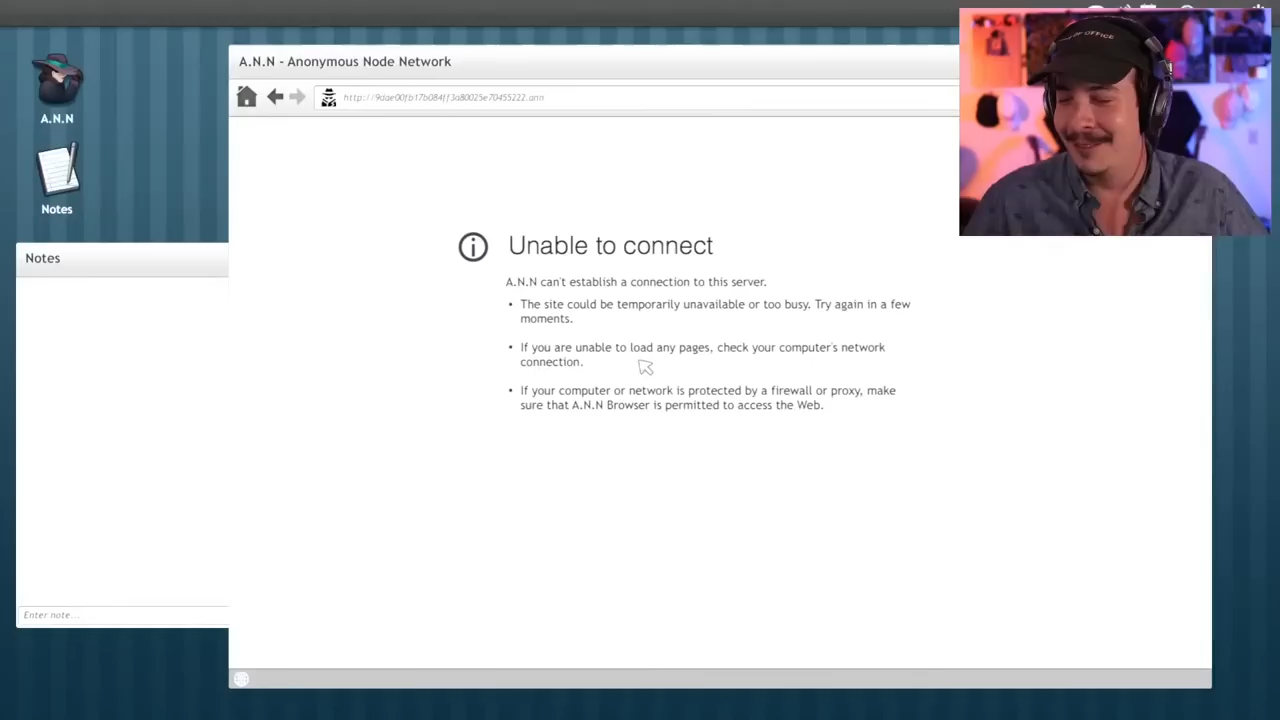 A.N.N - Anonymous Node Network
A.N.N
Notes
Notes
Unable to connect
A.N.N can't establish a connection to this server.
• The site could be temporarily unavailable or too busy. Try again in a few
moments.
• If you are unable to load any pages, check your computer's network
connection.
• If your computer or network is protected by a firewall or proxy, make
sure that A.N.N Browser is permitted to access the Web.
Enter note...
OF OFFICE